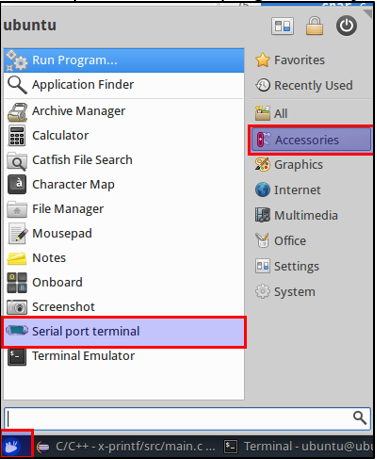 ubuntu
Run Program...
Application Finder
Archive Manager
Calculator
Catfish File Search
Character Map
File Manager
Mousepad
Notes
Onboard
Screenshot
Serial port terminal
Terminal Emulator
Favorites
Recently Used
All
Accessories
Graphics
Internet
Multimedia
Office
Settings
System
C/C++ - x-printf/src/main.c ...
Terminal - ubuntu@ub